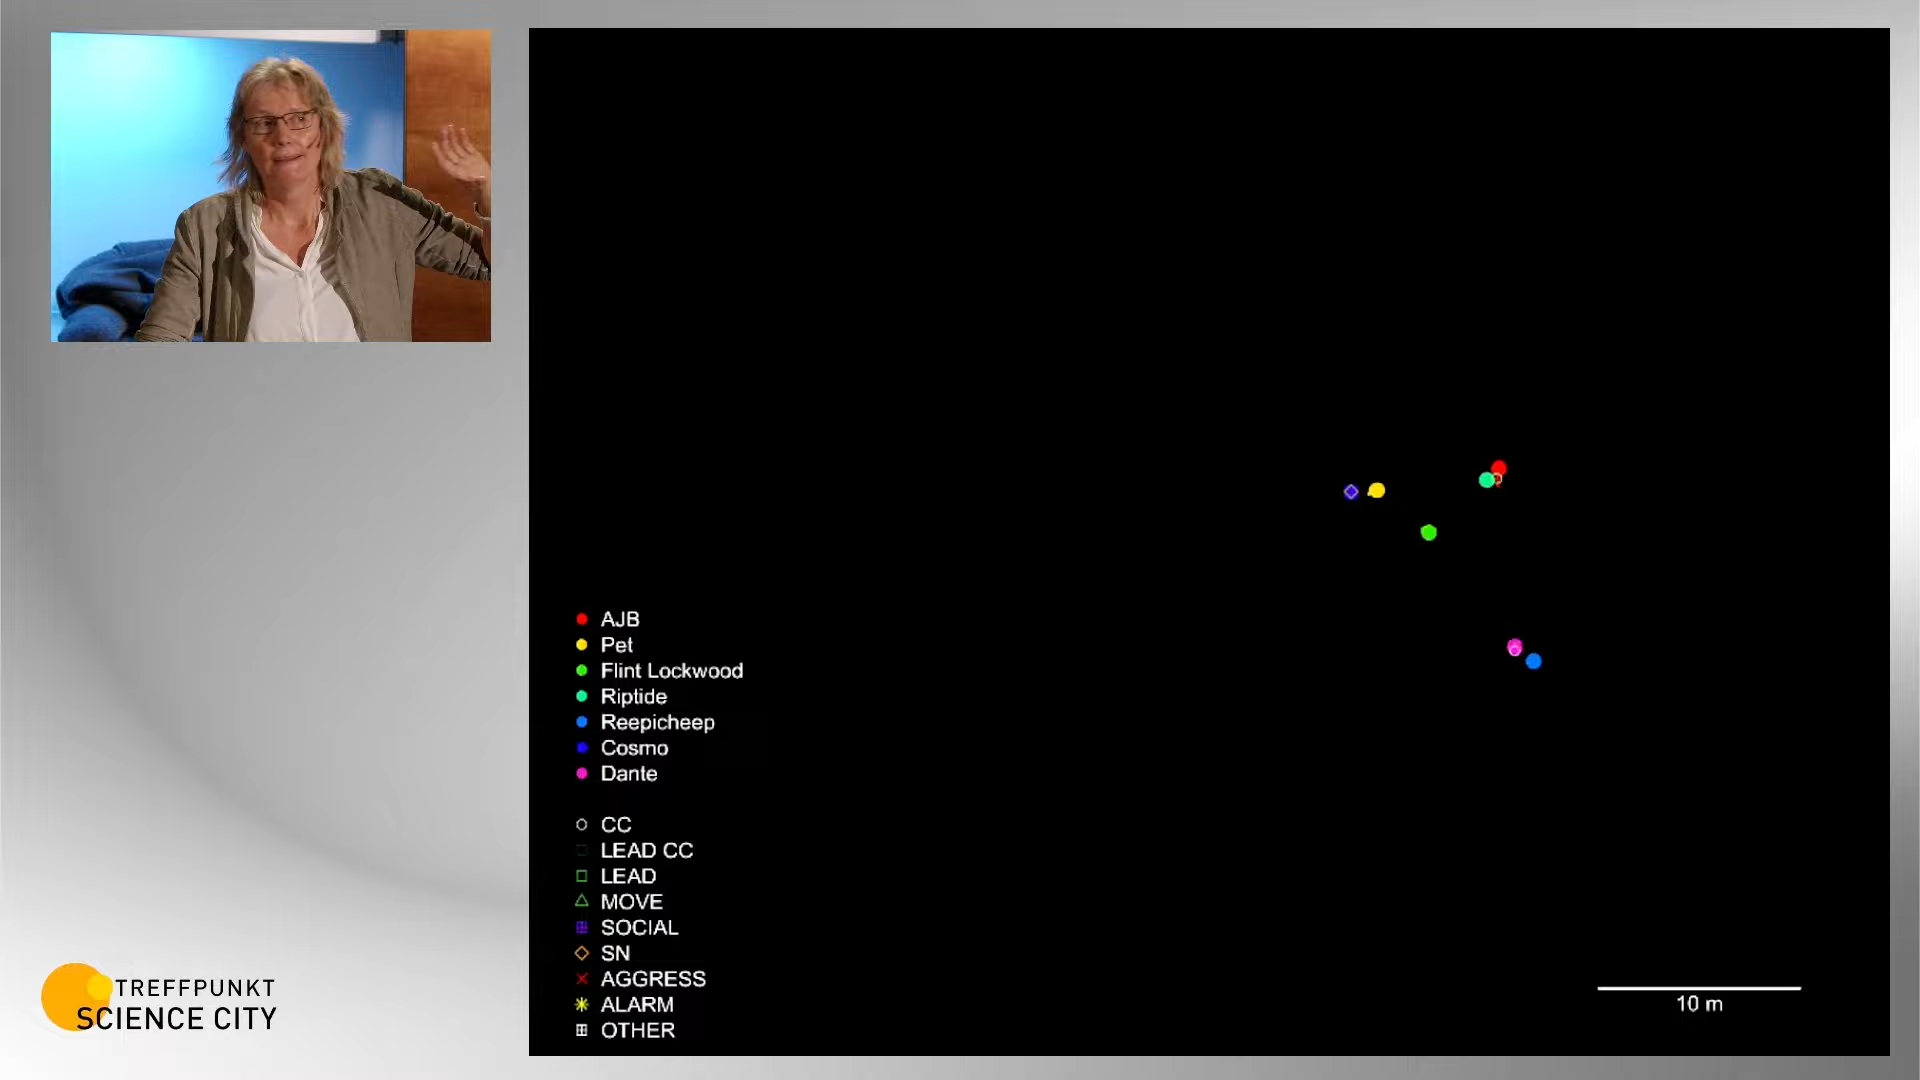 AJB
Pet
Flint Lockwood
Riptide
Reepicheep
Cosmo
Dante
CC
LEAD CC
LEAD
MOVE
SOCIAL
SN
AGGRESS
ALARM
OTHER
10 m
TREFFPUNKT
SCIENCE CITY